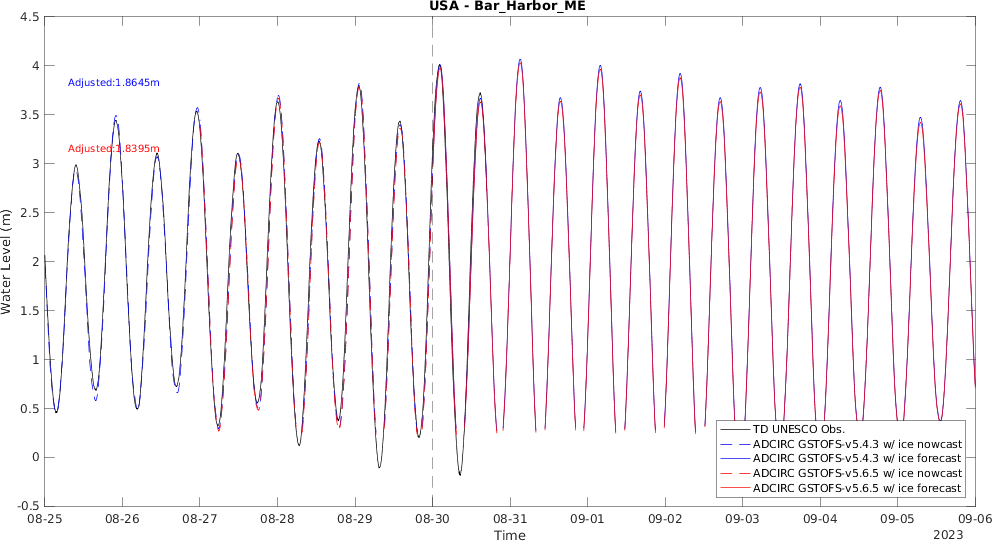 USA - Bar_Harbor_ME
4.5
4
3.5
3
2.5
2
1.5
1
0.5
0
-0.5
Water Level (m)
Adjusted:1.8645m
Adjusted:1.8395m
TD UNESCO Obs.
ADCIRC GSTOFS-v5.4.3 w/ ice nowcast
ADCIRC GSTOFS-v5.4.3 w/ ice forecast
ADCIRC GSTOFS-v5.6.5 w/ ice nowcast
ADCIRC GSTOFS-v5.6.5 w/ ice forecast
08-25 08-26 08-27 08-28 08-29 08-30 08-31 09-01 09-02 09-03 09-04 09-05 09-06
Time
2023